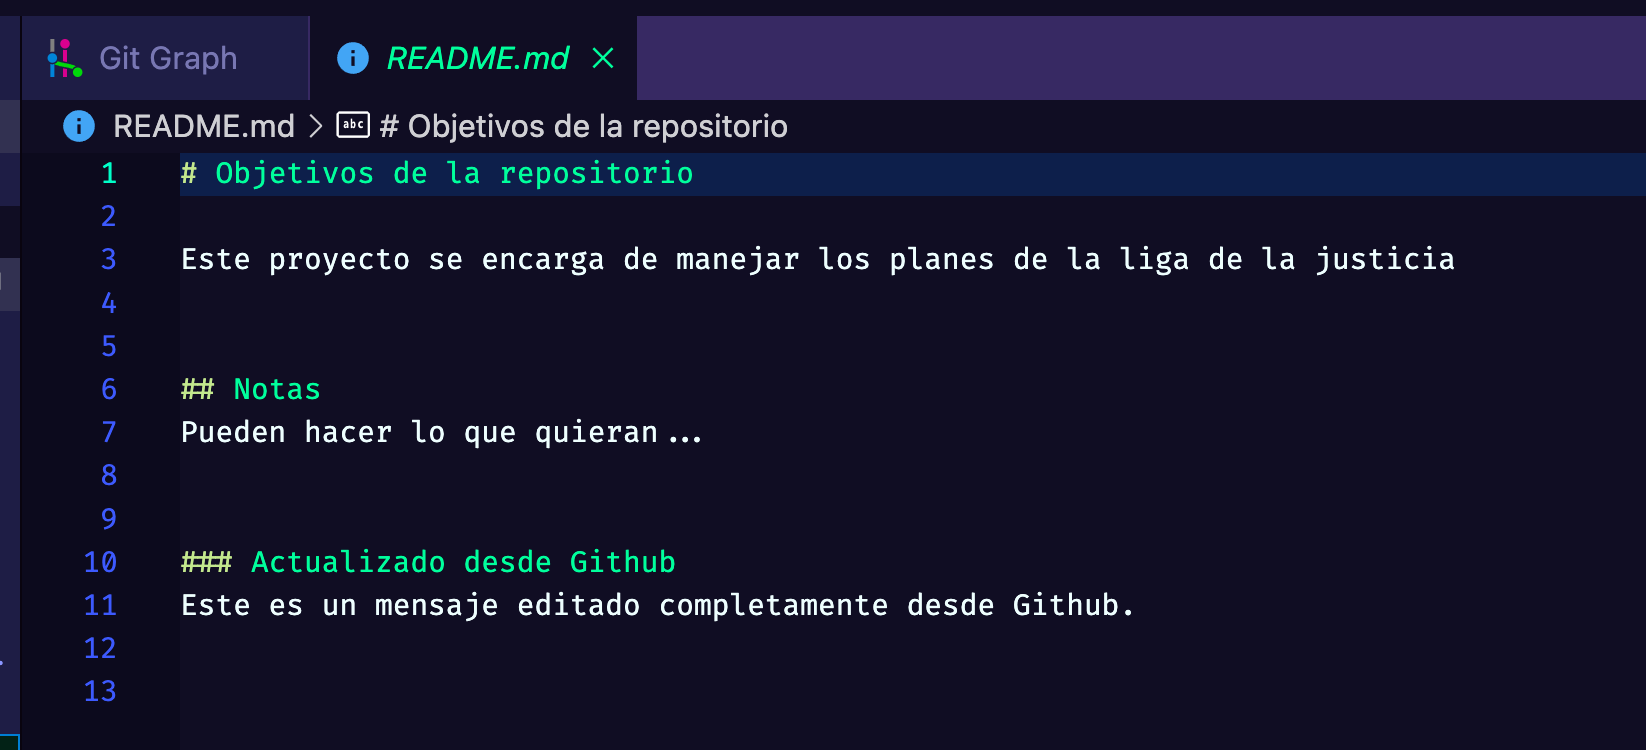 Git Graph
README.md
README.md > abc # Objetivos de la repositorio
1 # Objetivos de la repositorio
2
3 Este proyecto se encarga de manejar los planes de la liga de la justicia
4
5
6 ## Notas
7 Pueden hacer lo que quieran...
8
9
10 ### Actualizado desde Github
11 Este es un mensaje editado completamente desde Github.
12
13